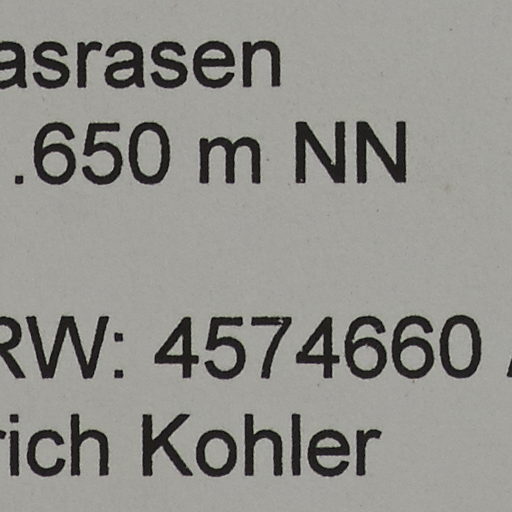 asrasen
.650 m NN
RW: 4574660
rich Kohler